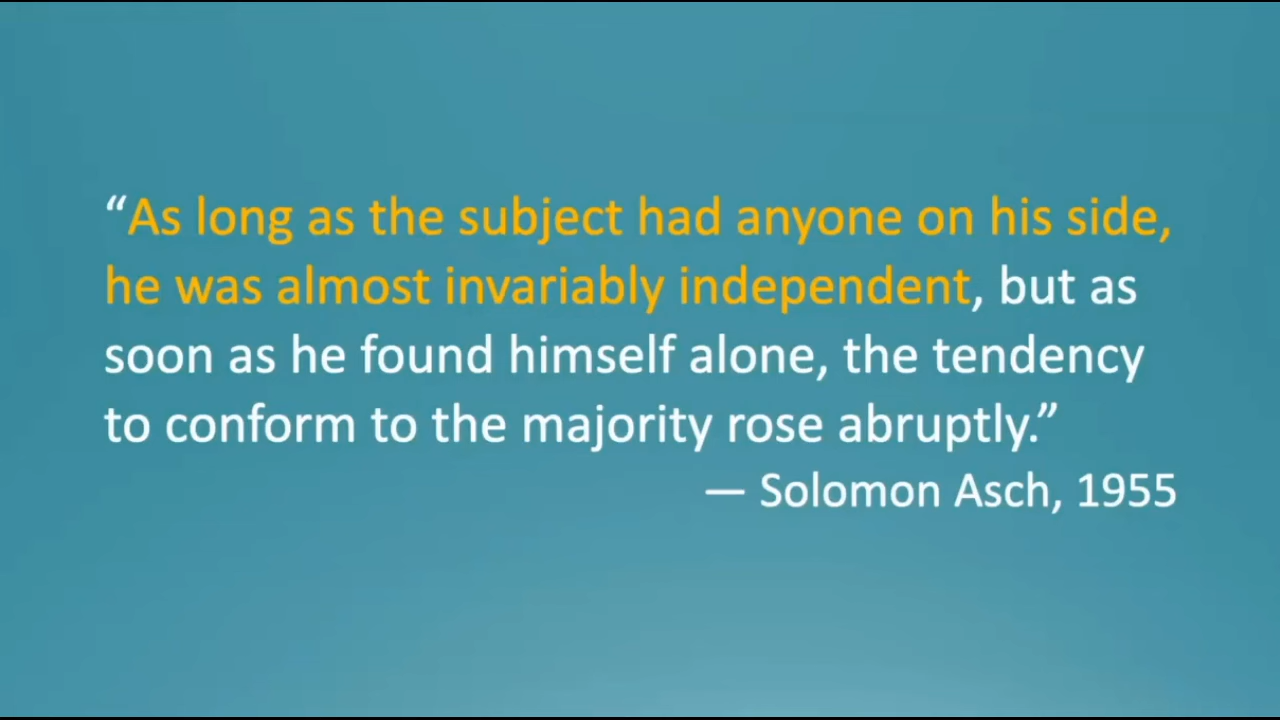 “As long as the subject had anyone on his side,
he was almost invariably independent, but as
soon as he found himself alone, the tendency
to conform to the majority rose abruptly.”
— Solomon Asch, 1955